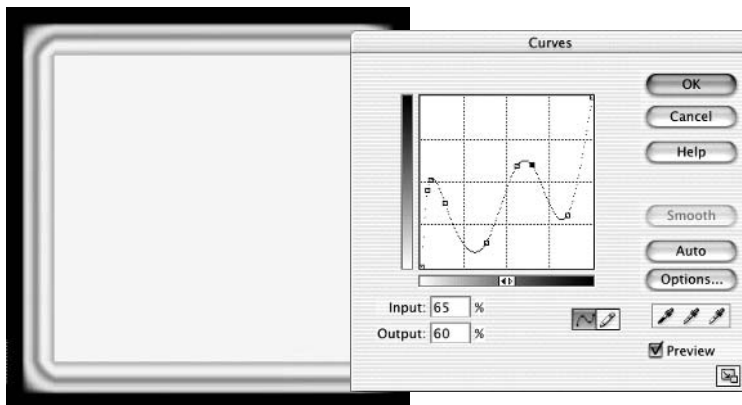 Curves
OK
Cancel
Help
Smooth
Auto
Options...
Input: 65 %
Output: 60 %
Preview